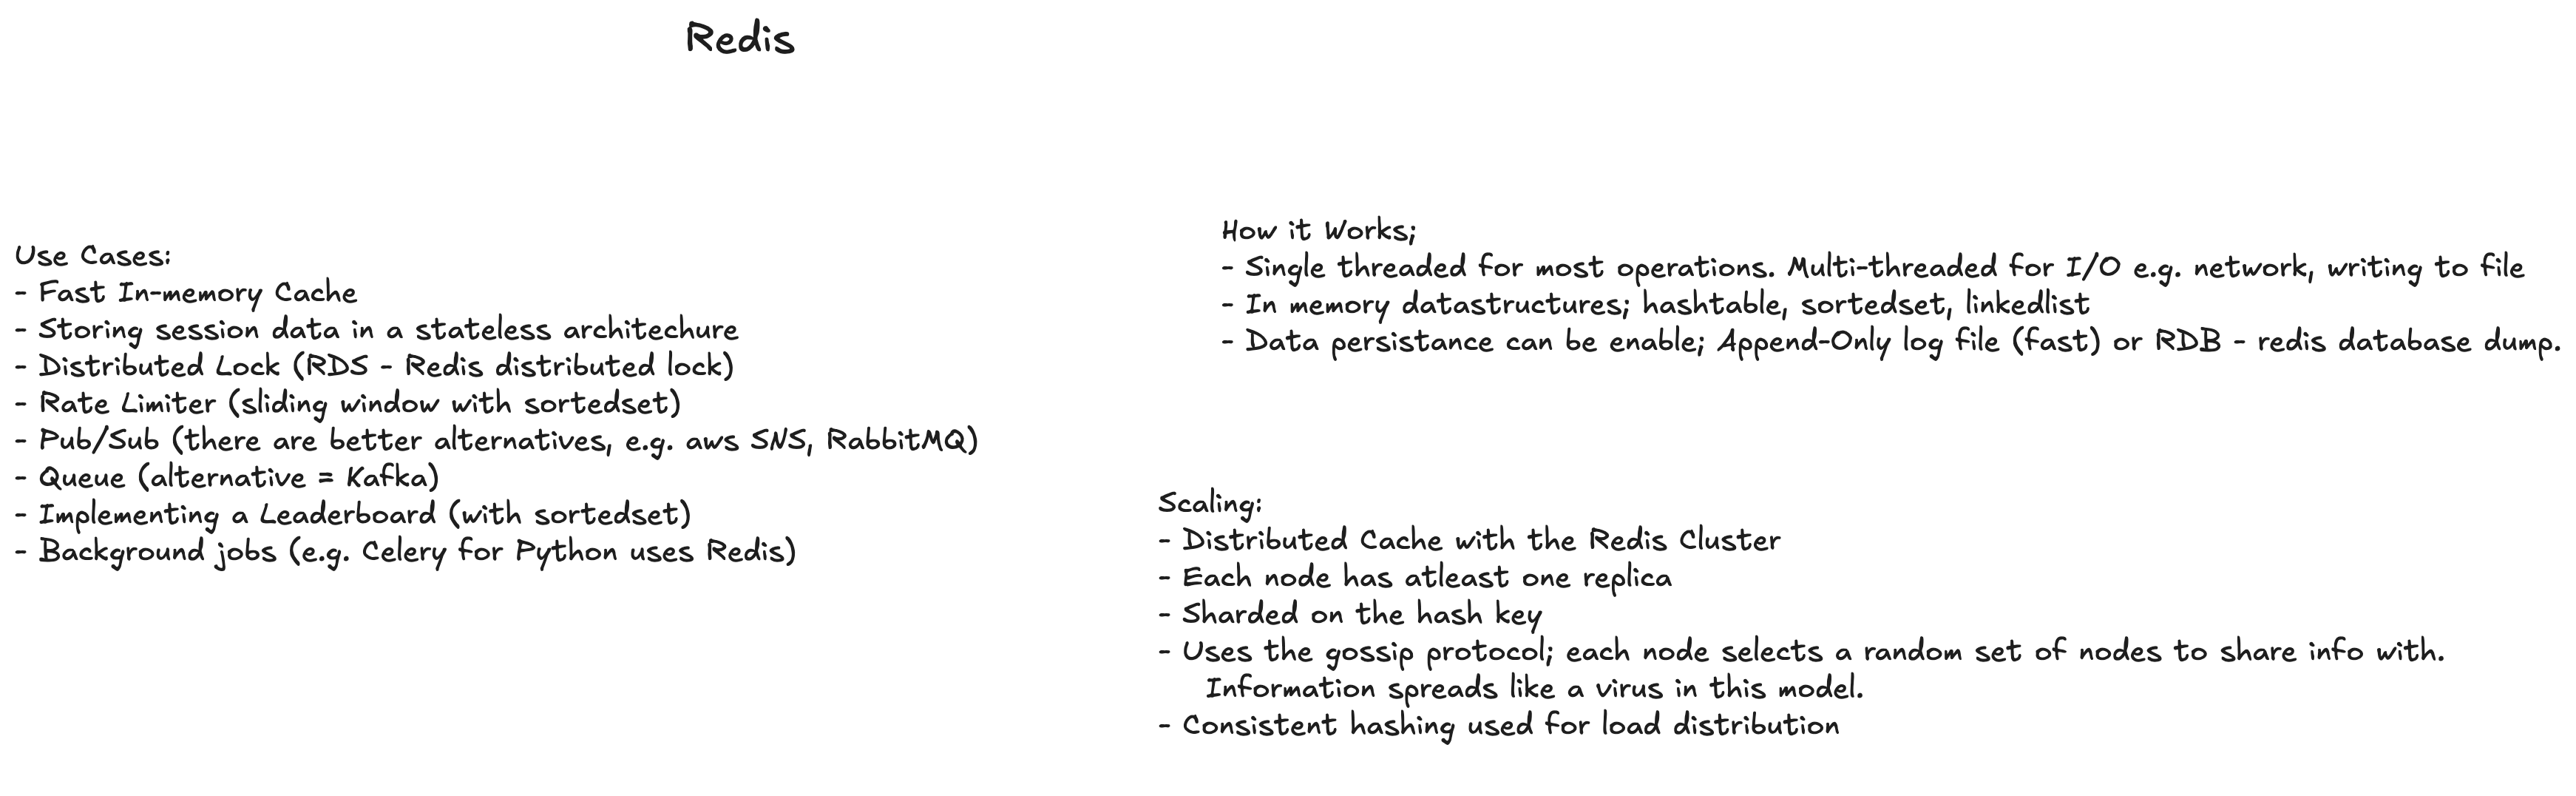 Redis
Use Cases:
- Fast In-memory Cache
- Storing session data in a stateless architechure
- Distributed Lock (RDS - Redis distributed lock)
- Rate Limiter (sliding window with sortedset)
- Pub/Sub (there are better alternatives, e.g. aws SNS, RabbitMQ)
- Queue (alternative = Kafka)
- Implementing a Leaderboard (with sortedset)
- Background jobs (e.g. Celery for Python uses Redis)
How it Works;
- Single threaded for most operations. Multi-threaded for I/O e.g. network, writing to file
- In memory datastructures; hashtable, sortedset, linkedlist
- Data persistance can be enable; Append-Only log file (fast) or RDB - redis database dump.
Scaling:
- Distributed Cache with the Redis Cluster
- Each node has atleast one replica
- Sharded on the hash key
- Uses the gossip protocol; each node selects a random set of nodes to share info with.
Information spreads like a virus in this model.
- Consistent hashing used for load distribution